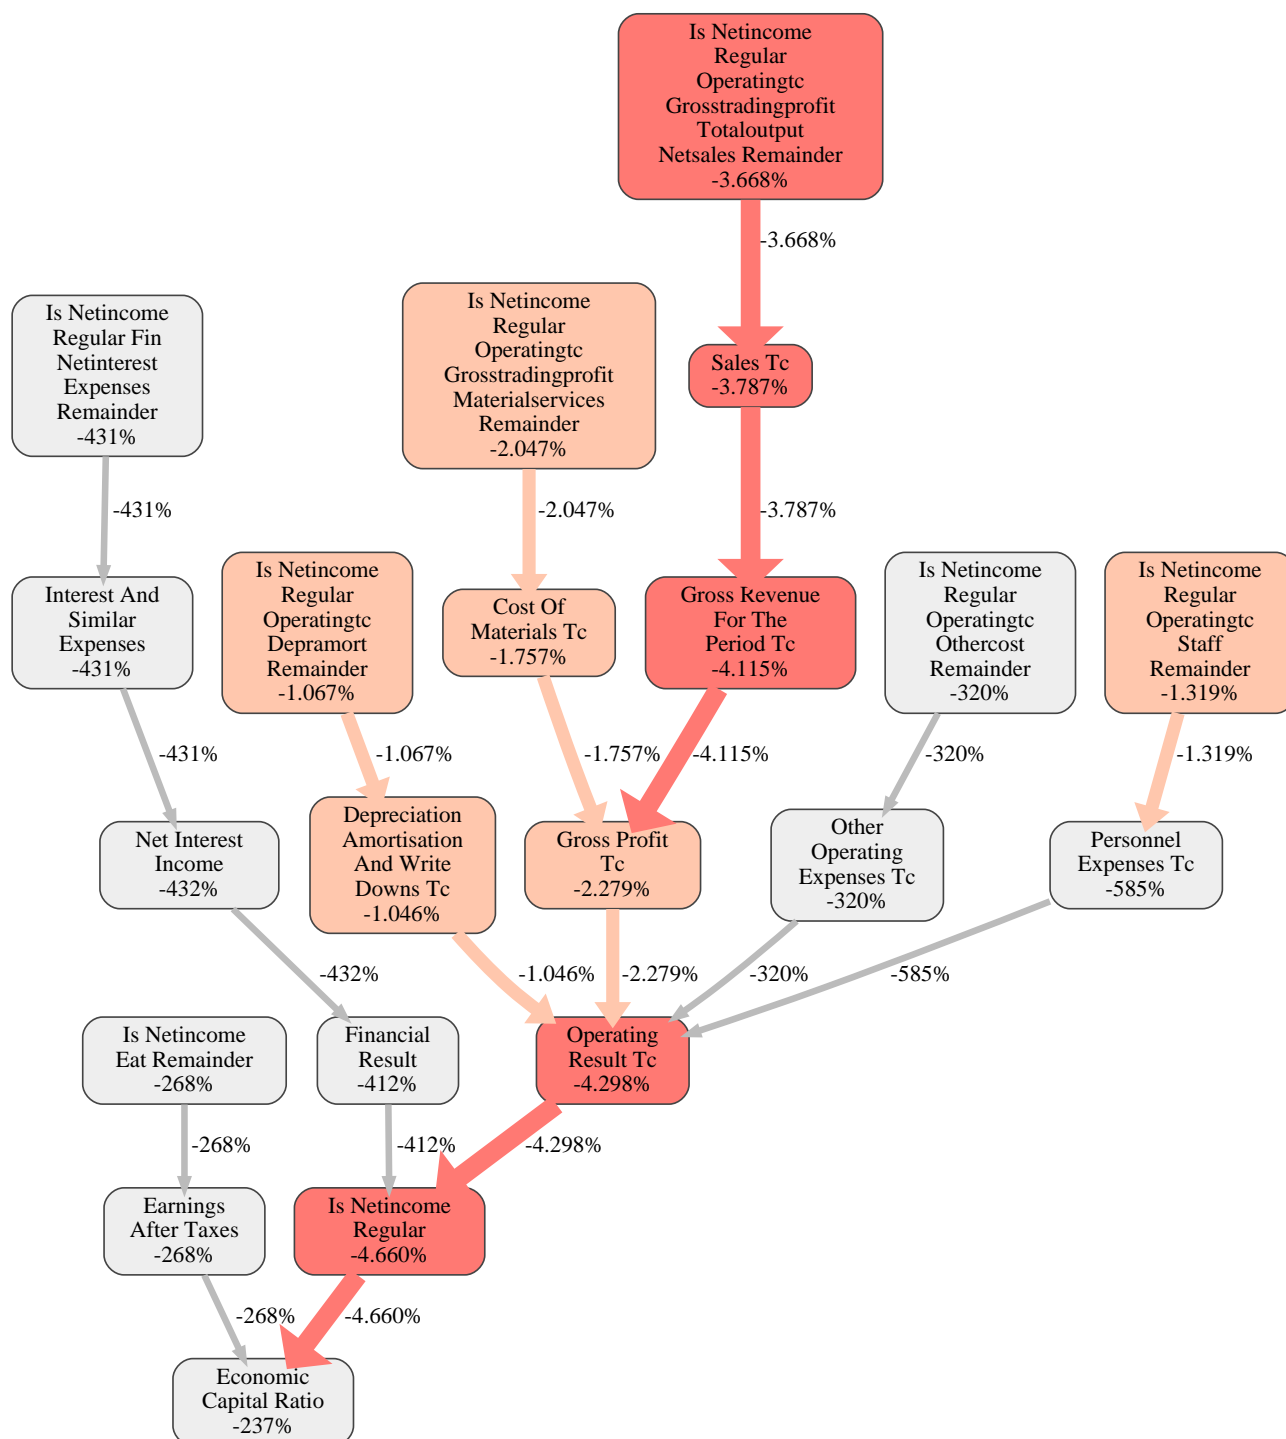 Is Netincome
Regular
Operatingtc
Grosstradingprofit
Totaloutput
Netsales Remainder
-3.668%
-3.668%
Is Netincome
Regular Fin
Netinterest
Expenses
Remainder
-431%
Is Netincome
Regular
Operatingtc
Grosstradingprofit
Materialservices
Remainder
-2.047%
Sales Tc
-3.787%
-431%
-2.047%
-3.787%
Interest And
Similar
Expenses
-431%
Is Netincome
Regular
Operatingtc
Depramort
Remainder
-1.067%
Cost Of
Materials Tc
-1.757%
Gross Revenue
For The
Period Tc
-4.115%
Is Netincome
Regular
Operatingtc
Othercost
Remainder
-320%
Is Netincome
Regular
Operatingtc
Staff
Remainder
-1.319%
-431%
-1.067%
-1.757%
-4.115%
-320%
-1.319%
Net Interest
Income
-432%
Depreciation
Amortisation
And Write
Downs Tc
-1.046%
Gross Profit
Tc
-2.279%
Other
Operating
Expenses Tc
-320%
Personnel
Expenses Tc
-585%
-432%
-1.046%
-2.279%
-320%
-585%
Is Netincome
Eat Remainder
-268%
Financial
Result
-412%
Operating
Result Tc
-4.298%
-268%
-412%
-4.298%
Earnings
After Taxes
-268%
Is Netincome
Regular
-4.660%
-268%
-4.660%
Economic
Capital Ratio
-237%